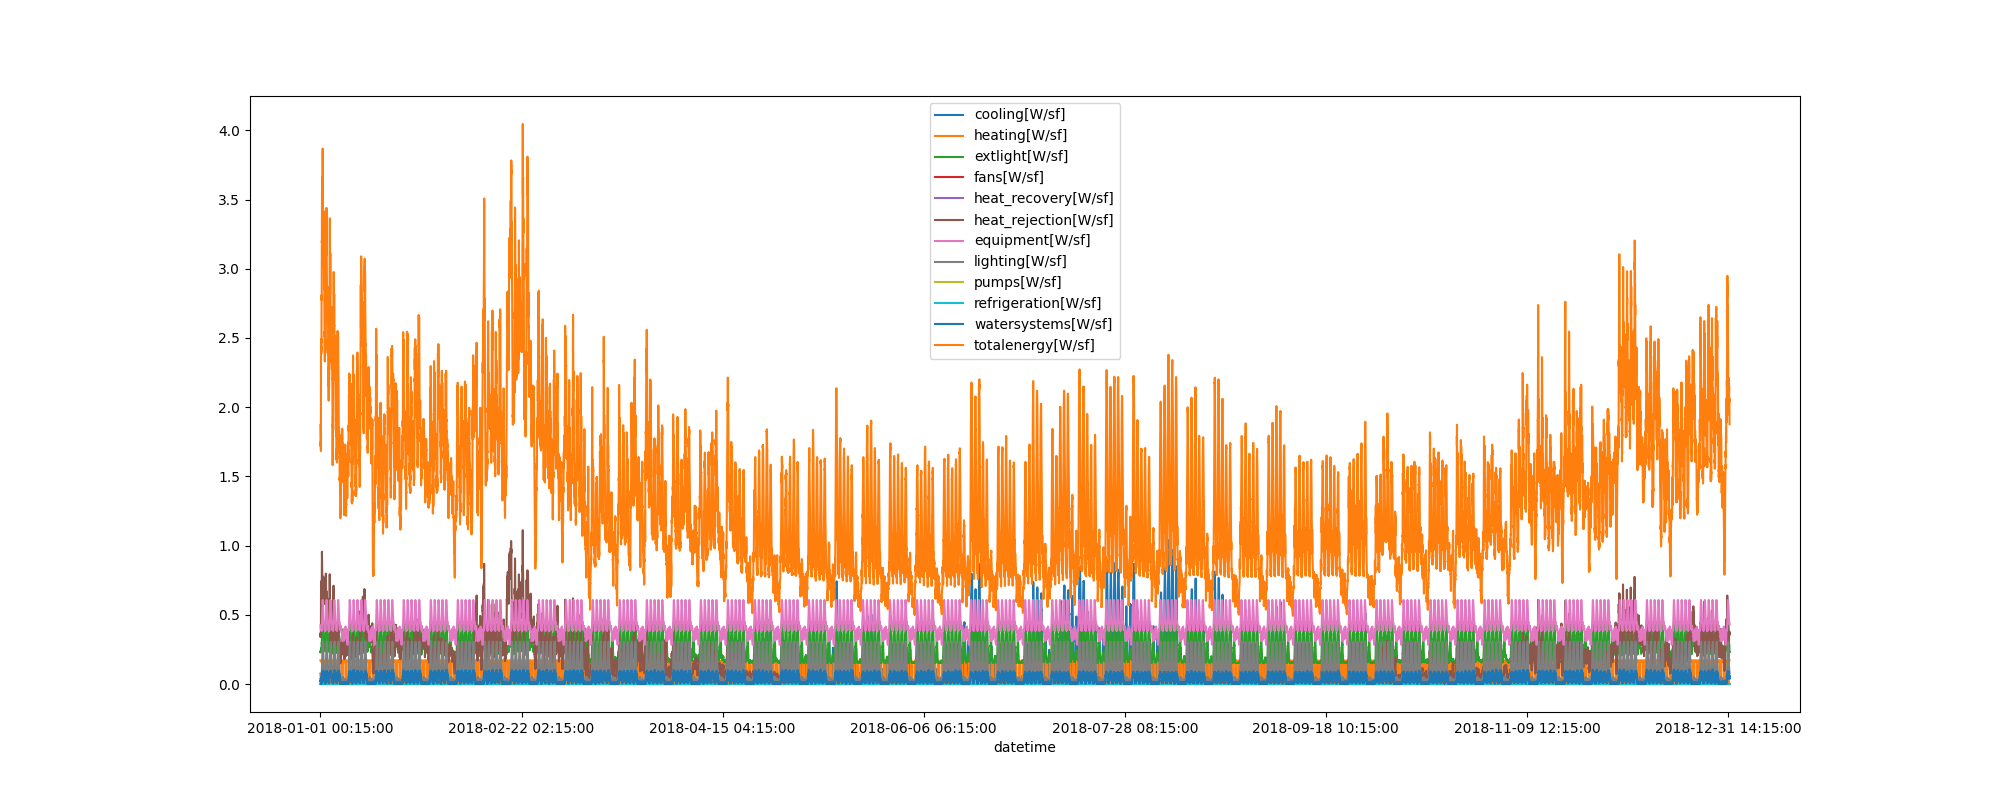 cooling[W/sf]
heating[W/sf]
extlight[W/sf]
fans[W/sf]
heat_recovery[W/sf]
heat_rejection[W/sf]
equipment[W/sf]
lighting[W/sf]
pumps[W/sf]
refrigeration[W/sf]
watersystems[W/sf]
totalenergy[W/sf]
4.0
3.5
3.0
2.5
2.0
1.5
1.0
0.5
0.0
2018-01-01 00:15:00 2018-02-22 02:15:00 2018-04-15 04:15:00 2018-06-06 06:15:00 2018-07-28 08:15:00 2018-09-18 10:15:00 2018-11-09 12:15:00 2018-12-31 14:15:00
datetime